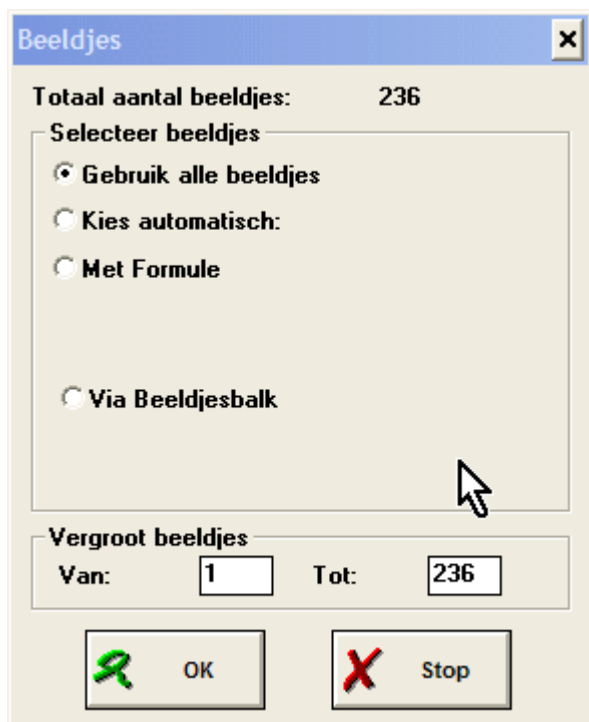 Beeldjes
Totaal aantal beeldjes: 236
Selecteer beeldjes
Gebruik alle beeldjes
Kies automatisch:
Met Formule
Via Beeldjesbalk
Vergroot beeldjes
Van: 1 Tot: 236
OK Stop